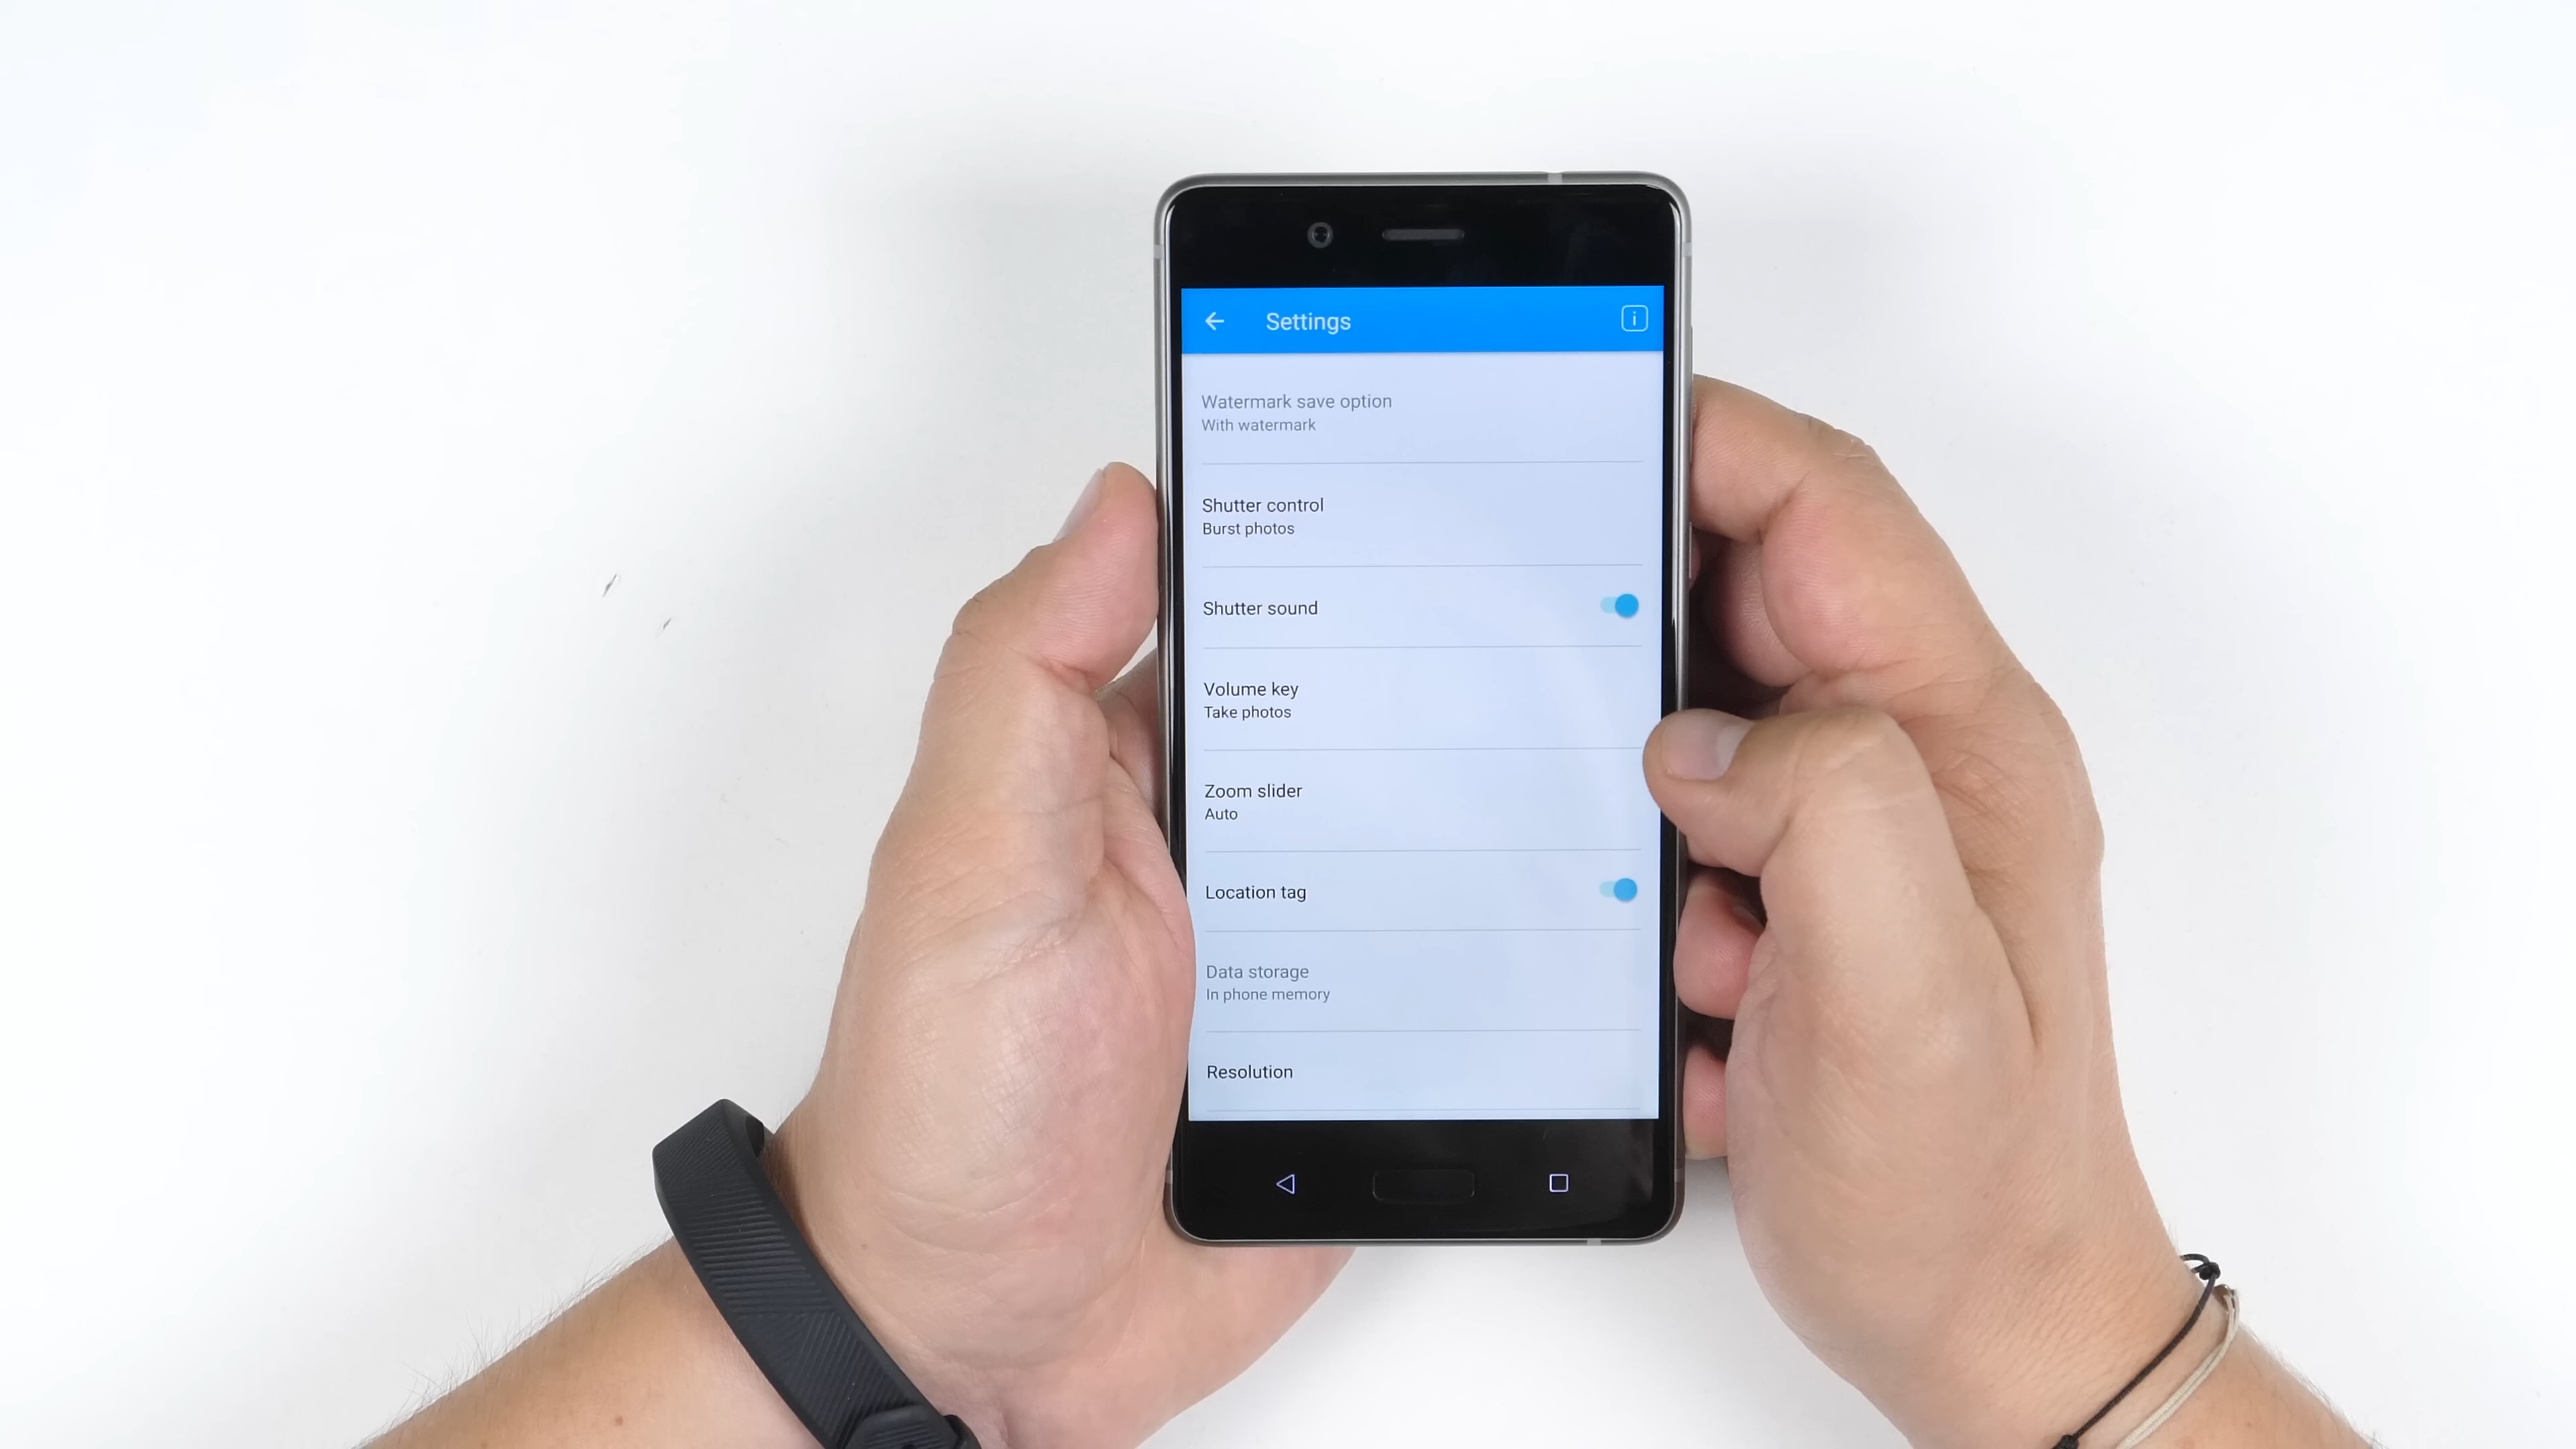 Settings
Watermark save option
With watermark
Shutter control
Burst photos
Shutter sound
Volume key
Take photos
Zoom slider
Auto
Location tag
Data storage
In phone memory
Resolution